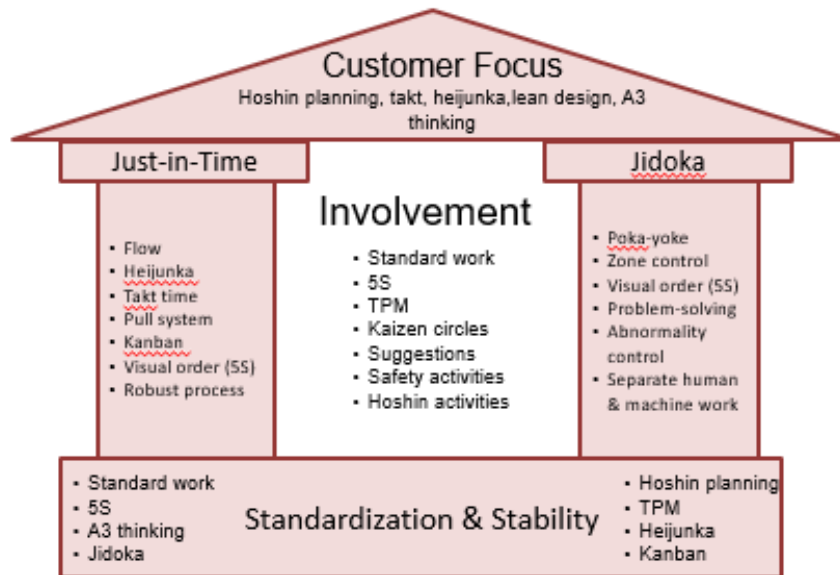 Customer Focus
Hoshin planning, takt, heijunka,lean design, A3
thinking
Just-in-Time
Jidoka
• Flow
• Heijunka
• Takt time
• Pull system
• Kanban
• Visual order (5S)
• Robust process
Involvement
• Standard work
• 5S
• TPM
• Kaizen circles
• Suggestions
• Safety activities
• Hoshin activities
• Poka-yoke
• Zone control
• Visual order (5S)
• Problem-solving
• Abnormality
control
• Separate human
& machine work
• Standard work
• 5S
• A3 thinking
• Jidoka
Standardization & Stability
• Hoshin planning
• TPM
• Heijunka
• Kanban